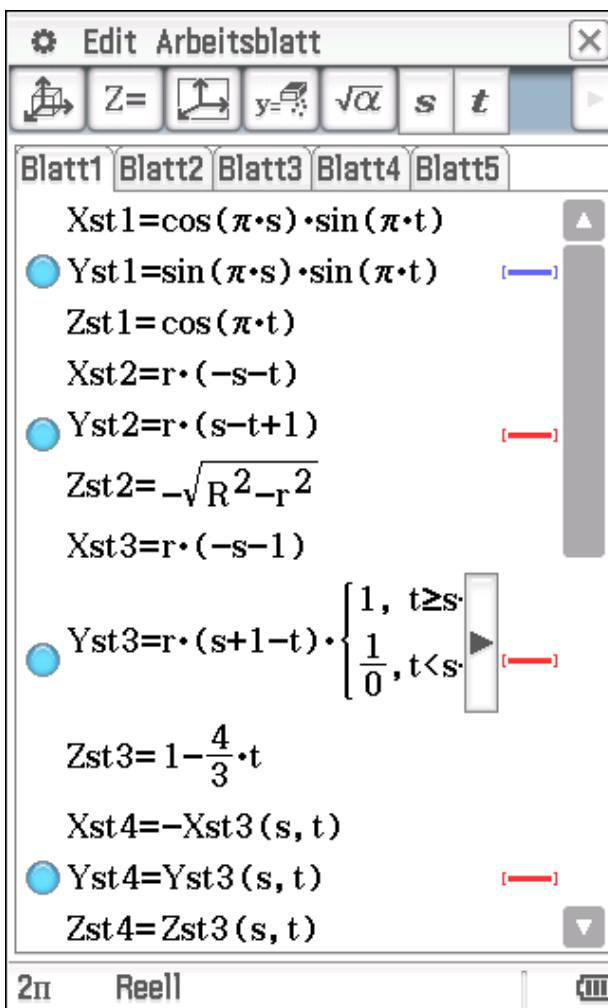 Edit Arbeitsblatt
Z= y= √α s t
Blatt1 Blatt2 Blatt3 Blatt4 Blatt5
Xst1=cos(π·s)·sin(π·t)
Yst1=sin(π·s)·sin(π·t)
Zst1=cos(π·t)
Xst2=r·(-s-t)
Yst2=r·(s-t+1)
Zst2=-√(R²-r²)
Xst3=r·(-s-1)
Yst3=r·(s+1-t)·{1, t≥s· 1/0, t<s·
Zst3=1-4/3·t
Xst4=-Xst3(s,t)
Yst4=Yst3(s,t)
Zst4=Zst3(s,t)
2π Reell